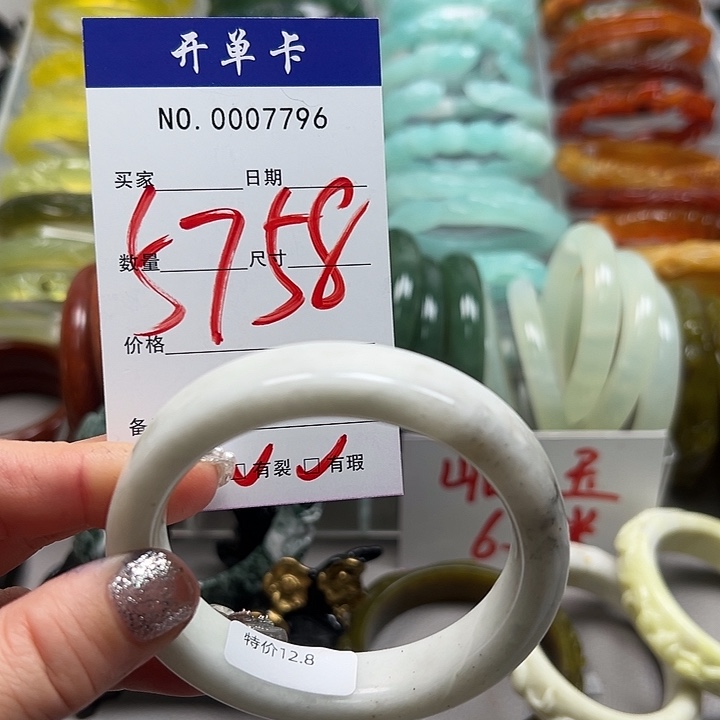 开单卡
NO. 0007796
买家 日期
5758
数量 尺寸
价格
备
有裂 有瑕
特价12.8